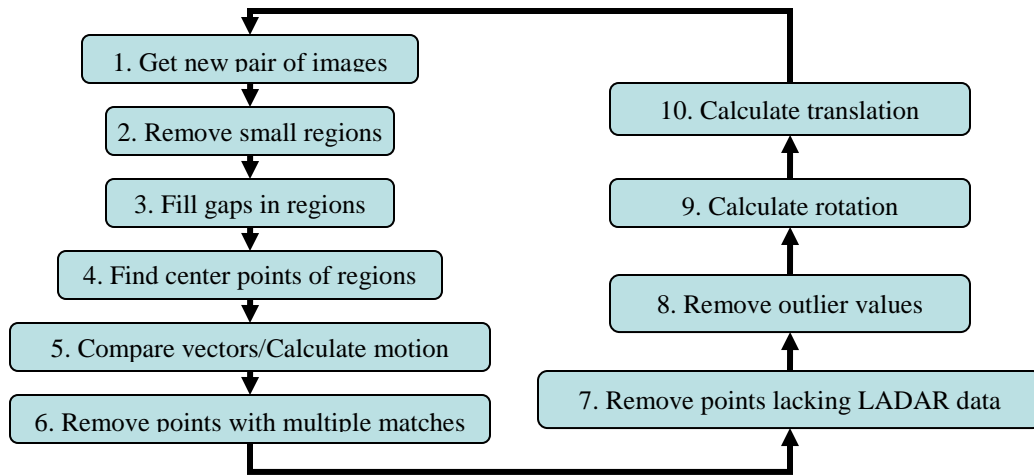 1. Get new pair of images
2. Remove small regions
3. Fill gaps in regions
4. Find center points of regions
5. Compare vectors/Calculate motion
6. Remove points with multiple matches
7. Remove points lacking LADAR data
8. Remove outlier values
9. Calculate rotation
10. Calculate translation